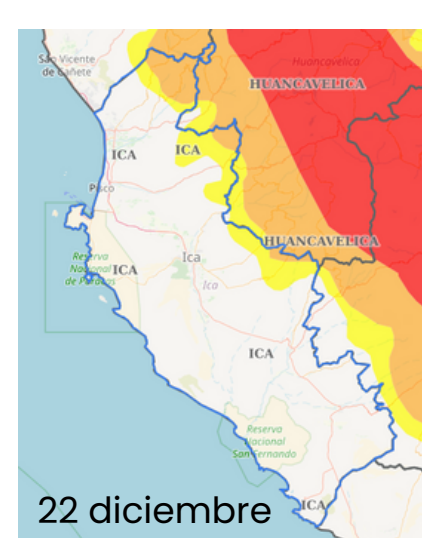 San Vicente
de Cañete
Huancavelica
HUANCAVELICA
ICA
ICA
Pisco
HUANCAVELICA
Ica
Reserva
Nacional
de Paracas
ICA
Ica
ICA
Reserva
Nacional
San Fernando
ICA
22 diciembre